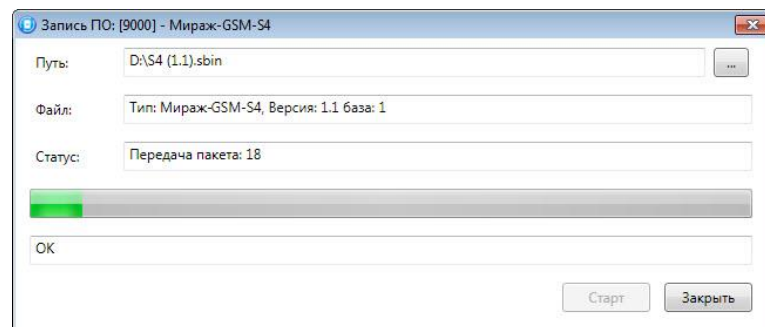 Запись ПО: [9000] - Мираж-GSM-S4
Путь: D:\S4 (1.1).sbin ...
Файл: Тип: Мираж-GSM-S4, Версия: 1.1 база: 1
Статус: Передача пакета: 18
OK
Старт Закрыть